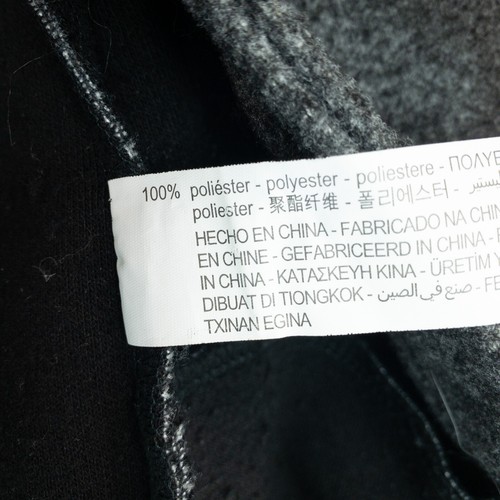 100% poliéster - polyester - poliestere - ΠΟΛΥΕ
poliester - 聚酯纤维 - 폴리에스터 -
HECHO EN CHINA - FABRICADO NA CHIN
EN CHINE - GEFABRICEERD IN CHINA -
IN CHINA - ΚΑΤΑΣΚΕΥΗ ΚΙΝΑ - ÜRETİM Y
DIBUAT DI TIONGKOK - صنع في الصين - FE
TXINAN EGINA